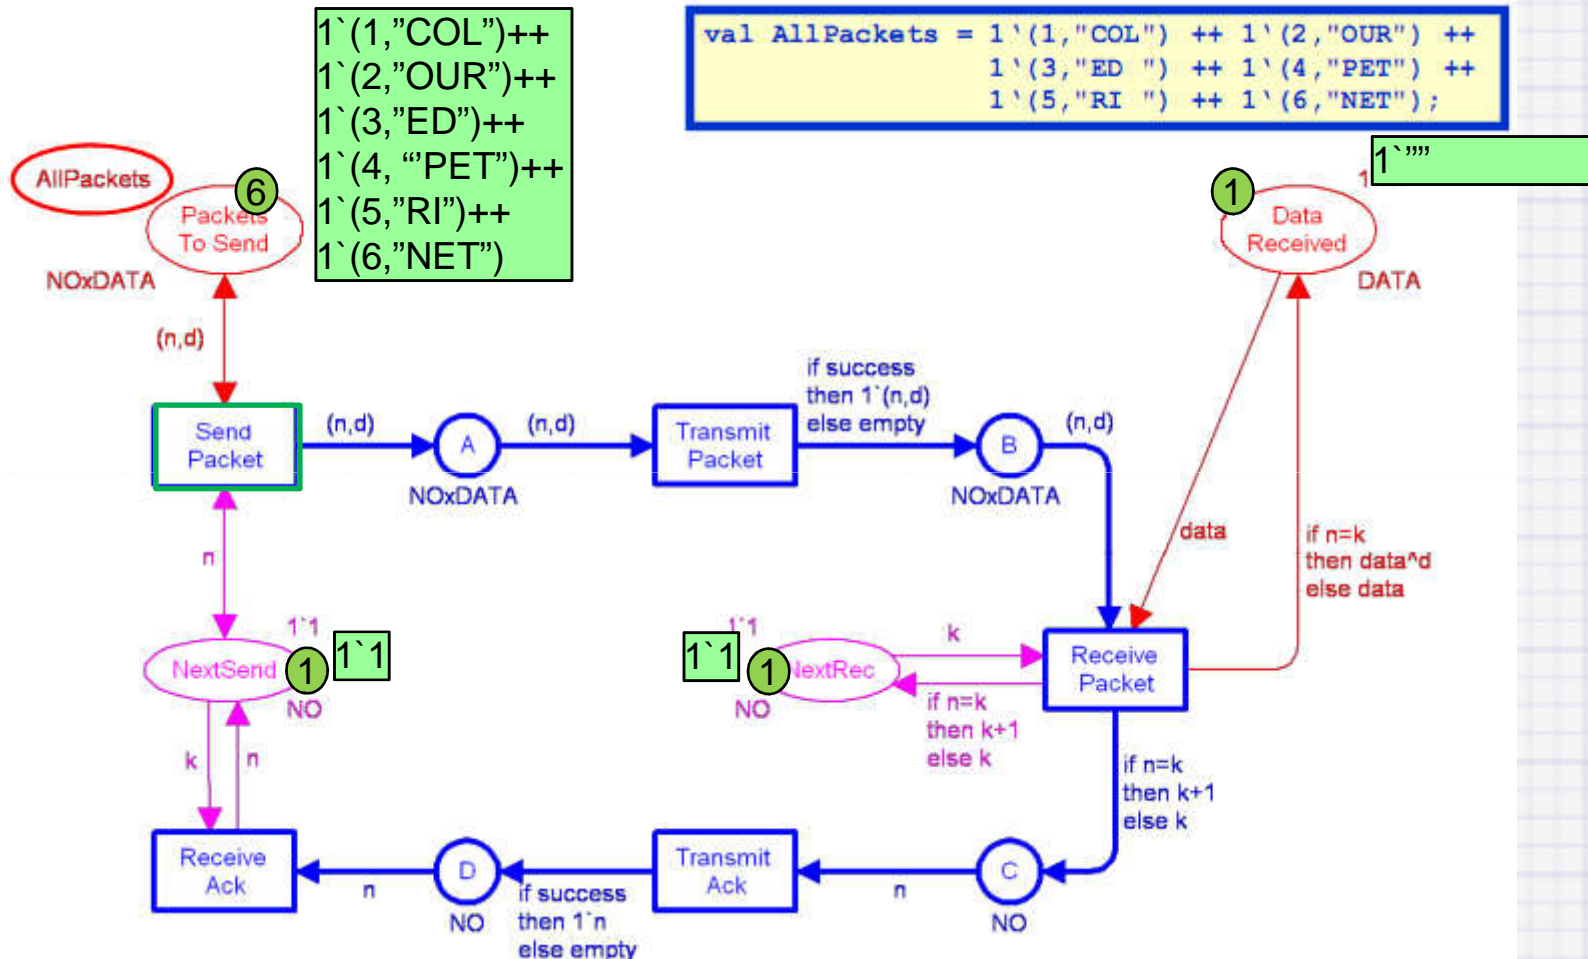 1`(1,"COL")++
1`(2,"OUR")++
1`(3,"ED")++
1`(4, “’PET")++
1`(5,"RI")++
1`(6,"NET")
val AllPackets = 1`(1,"COL") ++ 1`(2,"OUR") ++
1`(3,"ED ") ++ 1`(4,"PET") ++
1`(5,"RI ") ++ 1`(6,"NET");
AllPackets
6
Packets
To Send
NOxDATA
(n,d)
1`""
1
1
Data
Received
DATA
Send
Packet
(n,d)
A
NOxDATA
(n,d)
Transmit
Packet
if success
then 1`(n,d)
else empty
B
NOxDATA
(n,d)
data
if n=k
then data^d
else data
n
1`1
NextSend
1
1`1
NO
1`1
1`1
1
NextRec
NO
k
if n=k
then k+1
else k
Receive
Packet
if n=k
then k+1
else k
k
n
Receive
Ack
n
D
NO
if success
then 1`n
else empty
Transmit
Ack
n
C
NO